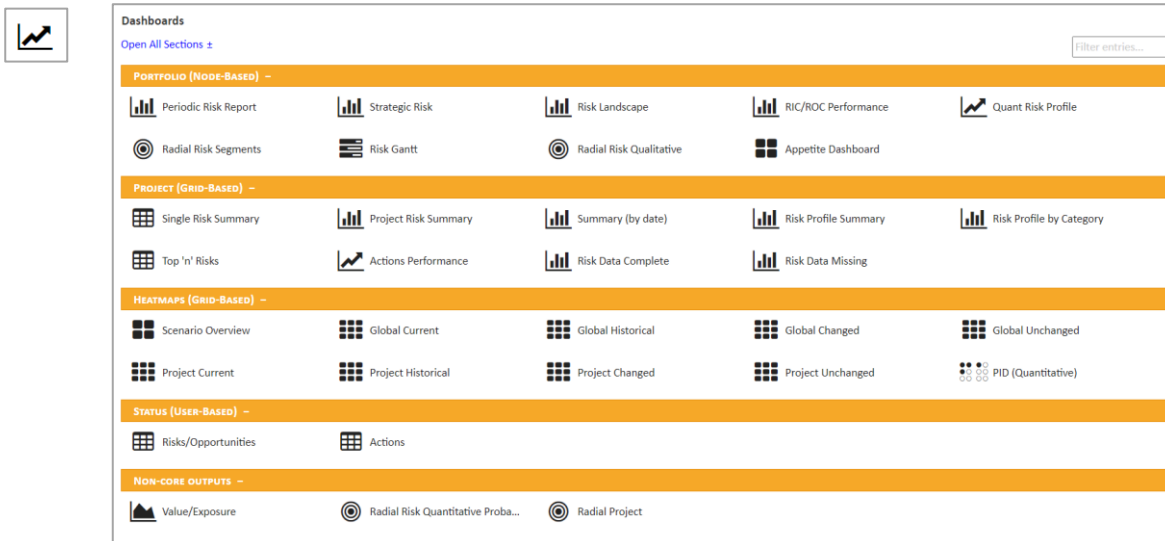 Dashboards
Open All Sections ±
Filter entries...
PORTFOLIO (NODE-BASED) –
Periodic Risk Report Strategic Risk Risk Landscape RIC/ROC Performance Quant Risk Profile
Radial Risk Segments Risk Gantt Radial Risk Qualitative Appetite Dashboard
PROJECT (GRID-BASED) –
Single Risk Summary Project Risk Summary Summary (by date) Risk Profile Summary Risk Profile by Category
Top 'n' Risks Actions Performance Risk Data Complete Risk Data Missing
HEATMAPS (GRID-BASED) –
Scenario Overview Global Current Global Historical Global Changed Global Unchanged
Project Current Project Historical Project Changed Project Unchanged PID (Quantitative)
STATUS (USER-BASED) –
Risks/Opportunities Actions
NON-CORE OUTPUTS –
Value/Exposure Radial Risk Quantitative Proba... Radial Project